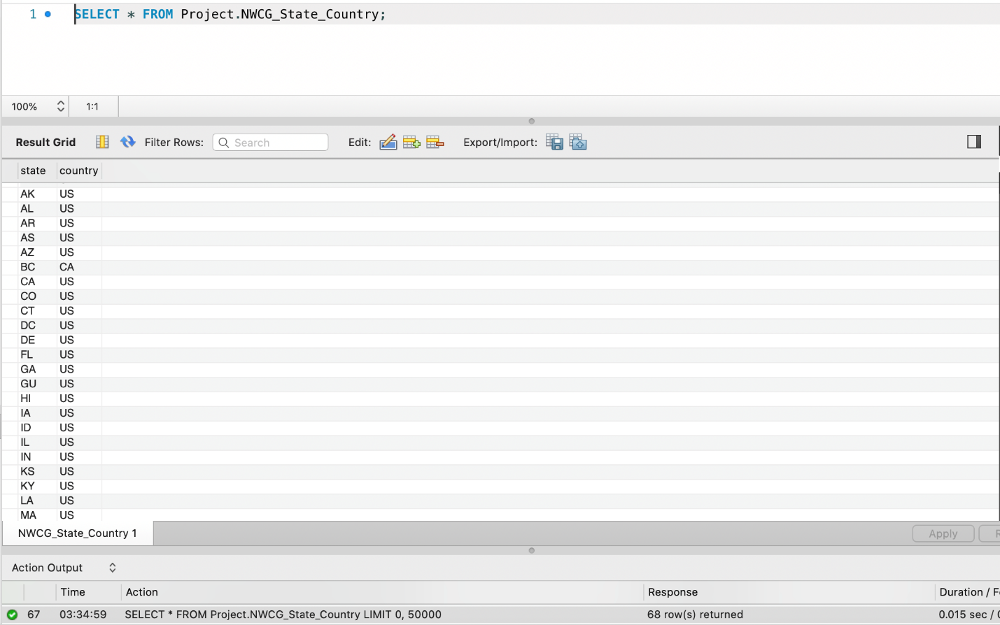 1 SELECT * FROM Project.NWCG_State_Country;
100% 1:1
Result Grid Filter Rows: Search Edit: Export/Import:
state country
AK US
AL US
AR US
AS US
AZ US
BC CA
CA US
CO US
CT US
DC US
DE US
FL US
GA US
GU US
HI US
IA US
ID US
IL US
IN US
KS US
KY US
LA US
MA US
NWCG_State_Country 1 Apply
Action Output
Time Action Response Duration / F
67 03:34:59 SELECT * FROM Project.NWCG_State_Country LIMIT 0, 50000 68 row(s) returned 0.015 sec /